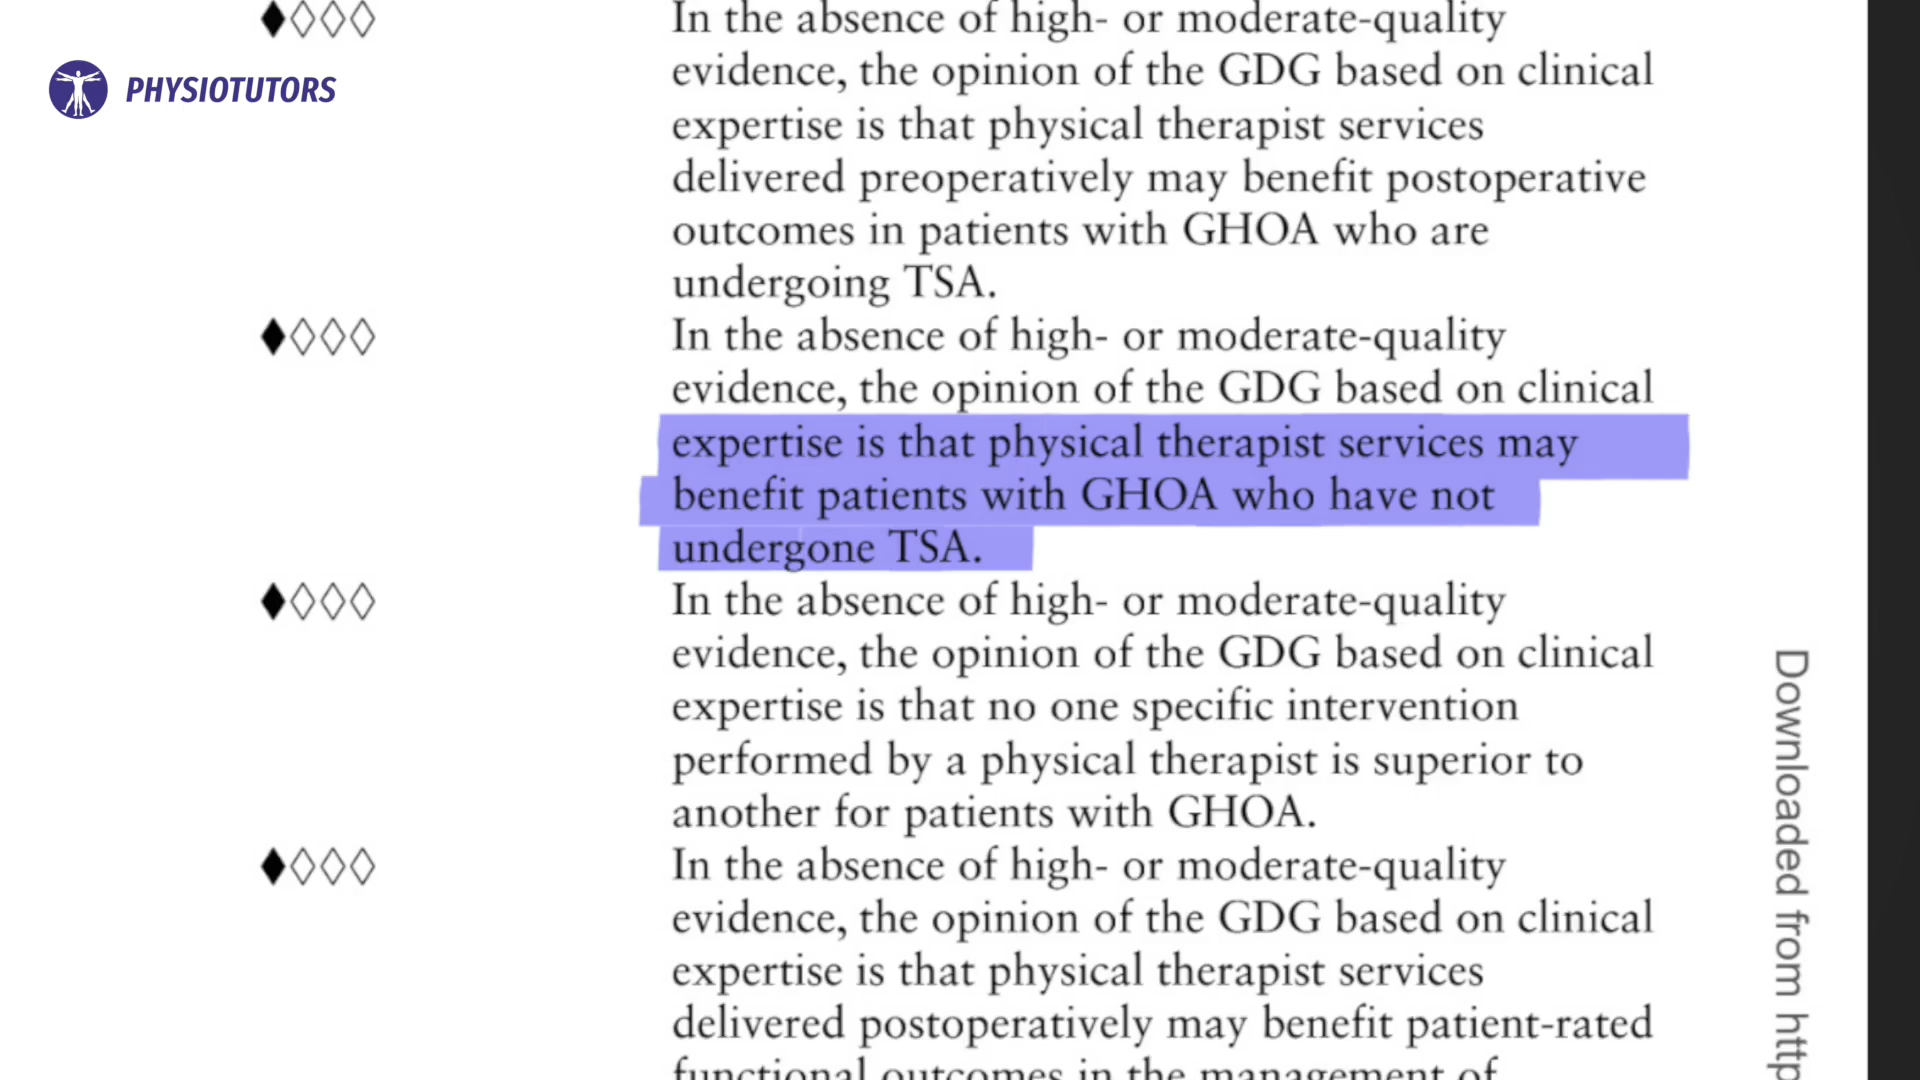 PHYSIOTUTORS
In the absence of high- or moderate-quality
evidence, the opinion of the GDG based on clinical
expertise is that physical therapist services
delivered preoperatively may benefit postoperative
outcomes in patients with GHOA who are
undergoing TSA.
In the absence of high- or moderate-quality
evidence, the opinion of the GDG based on clinical
expertise is that physical therapist services may
benefit patients with GHOA who have not
undergone TSA.
In the absence of high- or moderate-quality
evidence, the opinion of the GDG based on clinical
expertise is that no one specific intervention
performed by a physical therapist is superior to
another for patients with GHOA.
In the absence of high- or moderate-quality
evidence, the opinion of the GDG based on clinical
expertise is that physical therapist services
delivered postoperatively may benefit patient-rated
functional outcomes in the management of
Downloaded from http